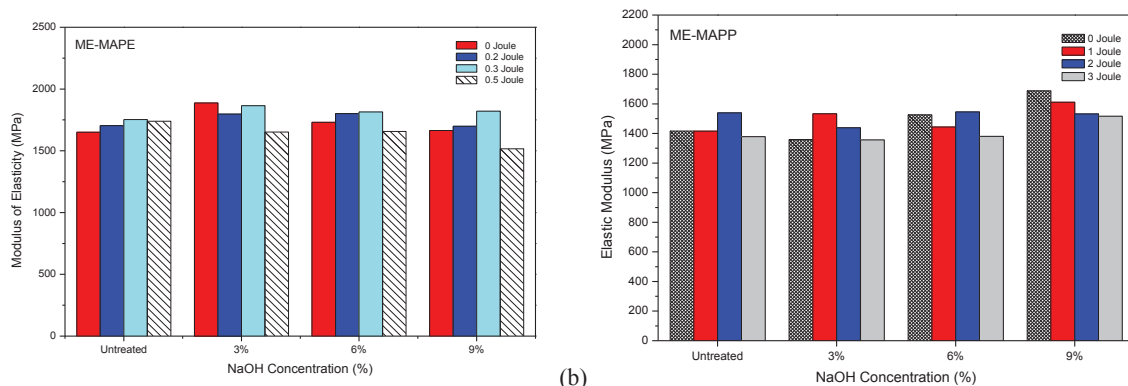 ME-MAPE
0 Joule
0.2 Joule
0.3 Joule
0.5 Joule
Modulus of Elasticity (MPa)
2500
2000
1500
1000
500
0
Untreated
3%
6%
9%
NaOH Concentration (%)
(b)
ME-MAPP
0 Joule
1 Joule
2 Joule
3 Joule
Elastic Modulus (MPa)
2200
2000
1800
1600
1400
1200
1000
800
600
400
200
0
Untreated
3%
6%
9%
NaOH Concentration (%)